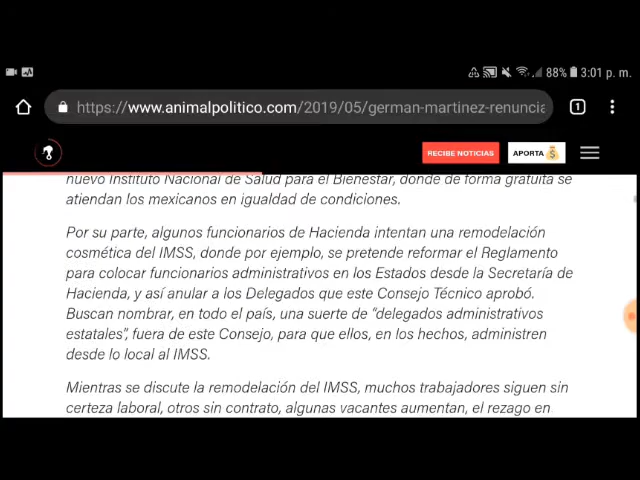 88% 3:01 p. m.
https://www.animalpolitico.com/2019/05/german-martinez-renuncia
1
RECIBE NOTICIAS
APORTA
nuevo Instituto Nacional de Salud para el Bienestar, donde de forma gratuita se
atiendan los mexicanos en igualdad de condiciones.
Por su parte, algunos funcionarios de Hacienda intentan una remodelación
cosmética del IMSS, donde por ejemplo, se pretende reformar el Reglamento
para colocar funcionarios administrativos en los Estados desde la Secretaría de
Hacienda, y así anular a los Delegados que este Consejo Técnico aprobó.
Buscan nombrar, en todo el país, una suerte de “delegados administrativos
estatales”, fuera de este Consejo, para que ellos, en los hechos, administren
desde lo local al IMSS.
Mientras se discute la remodelación del IMSS, muchos trabajadores siguen sin
certeza laboral, otros sin contrato, algunas vacantes aumentan, el rezago en